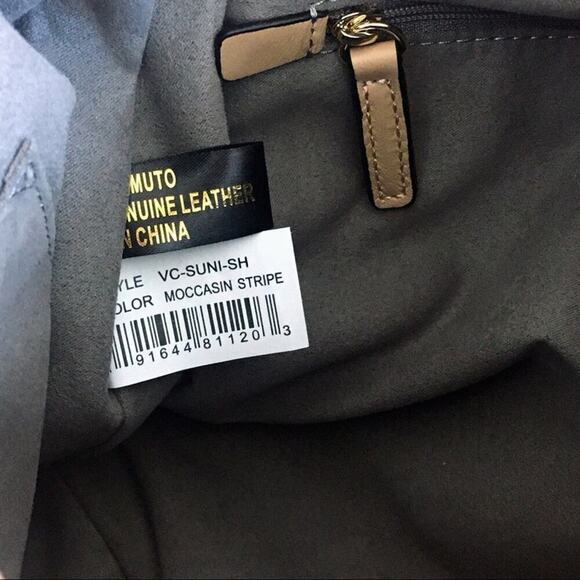 MUTO
NUINE LEATHER
N CHINA
YLE VC-SUNI-SH
OLOR MOCCASIN STRIPE
91644 81120 3